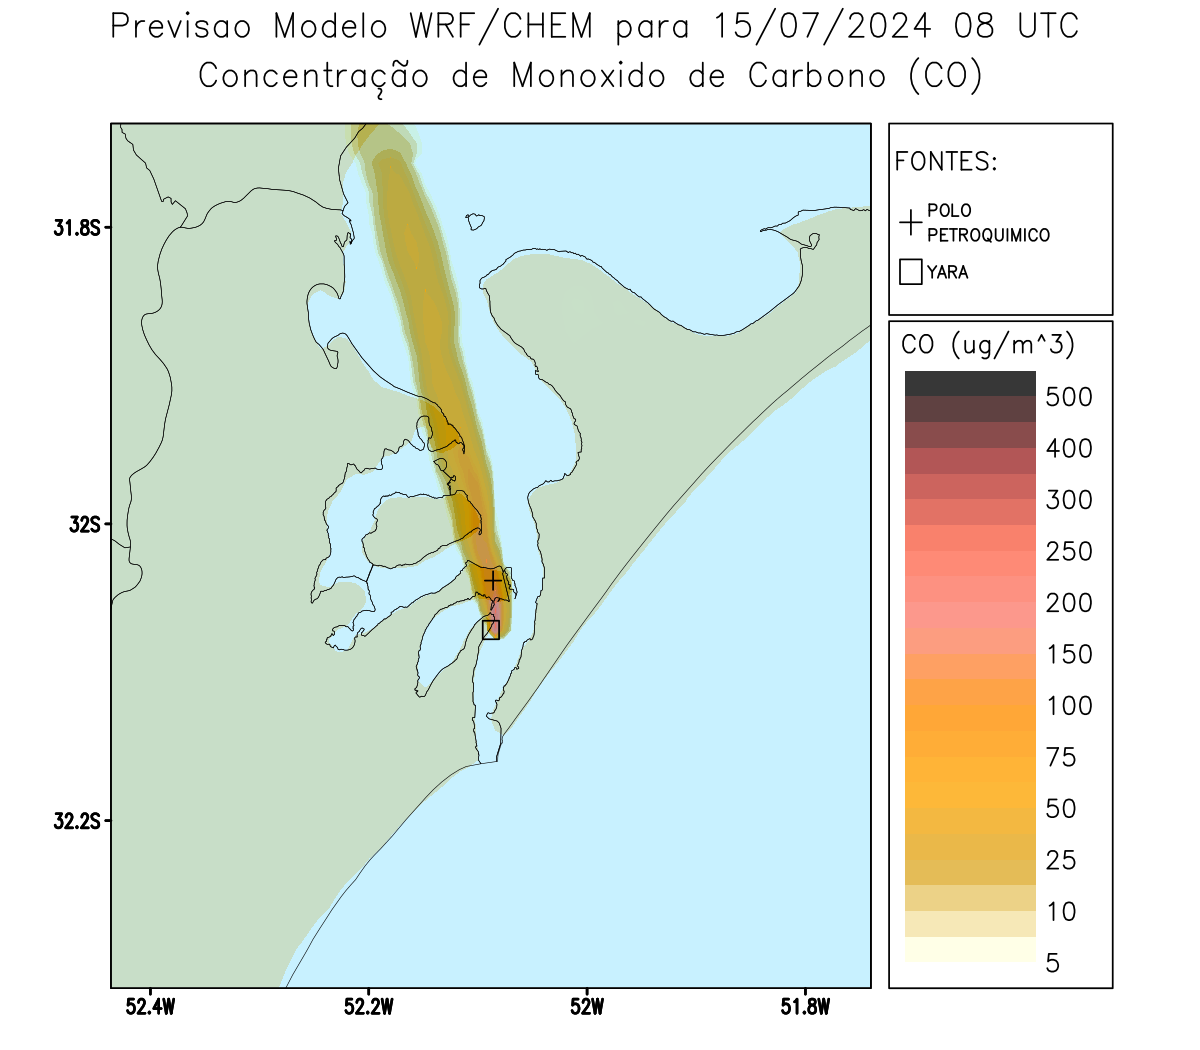 Previsao Modelo WRF/CHEM para 15/07/2024 08 UTC
Concentração de Monoxido de Carbono (CO)
FONTES:
POLO
PETROQUIMICO
YARA
CO (ug/m^3)
500
400
300
250
200
150
100
75
50
25
10
5
31.8S
32S
32.2S
52.4W
52.2W
52W
51.8W